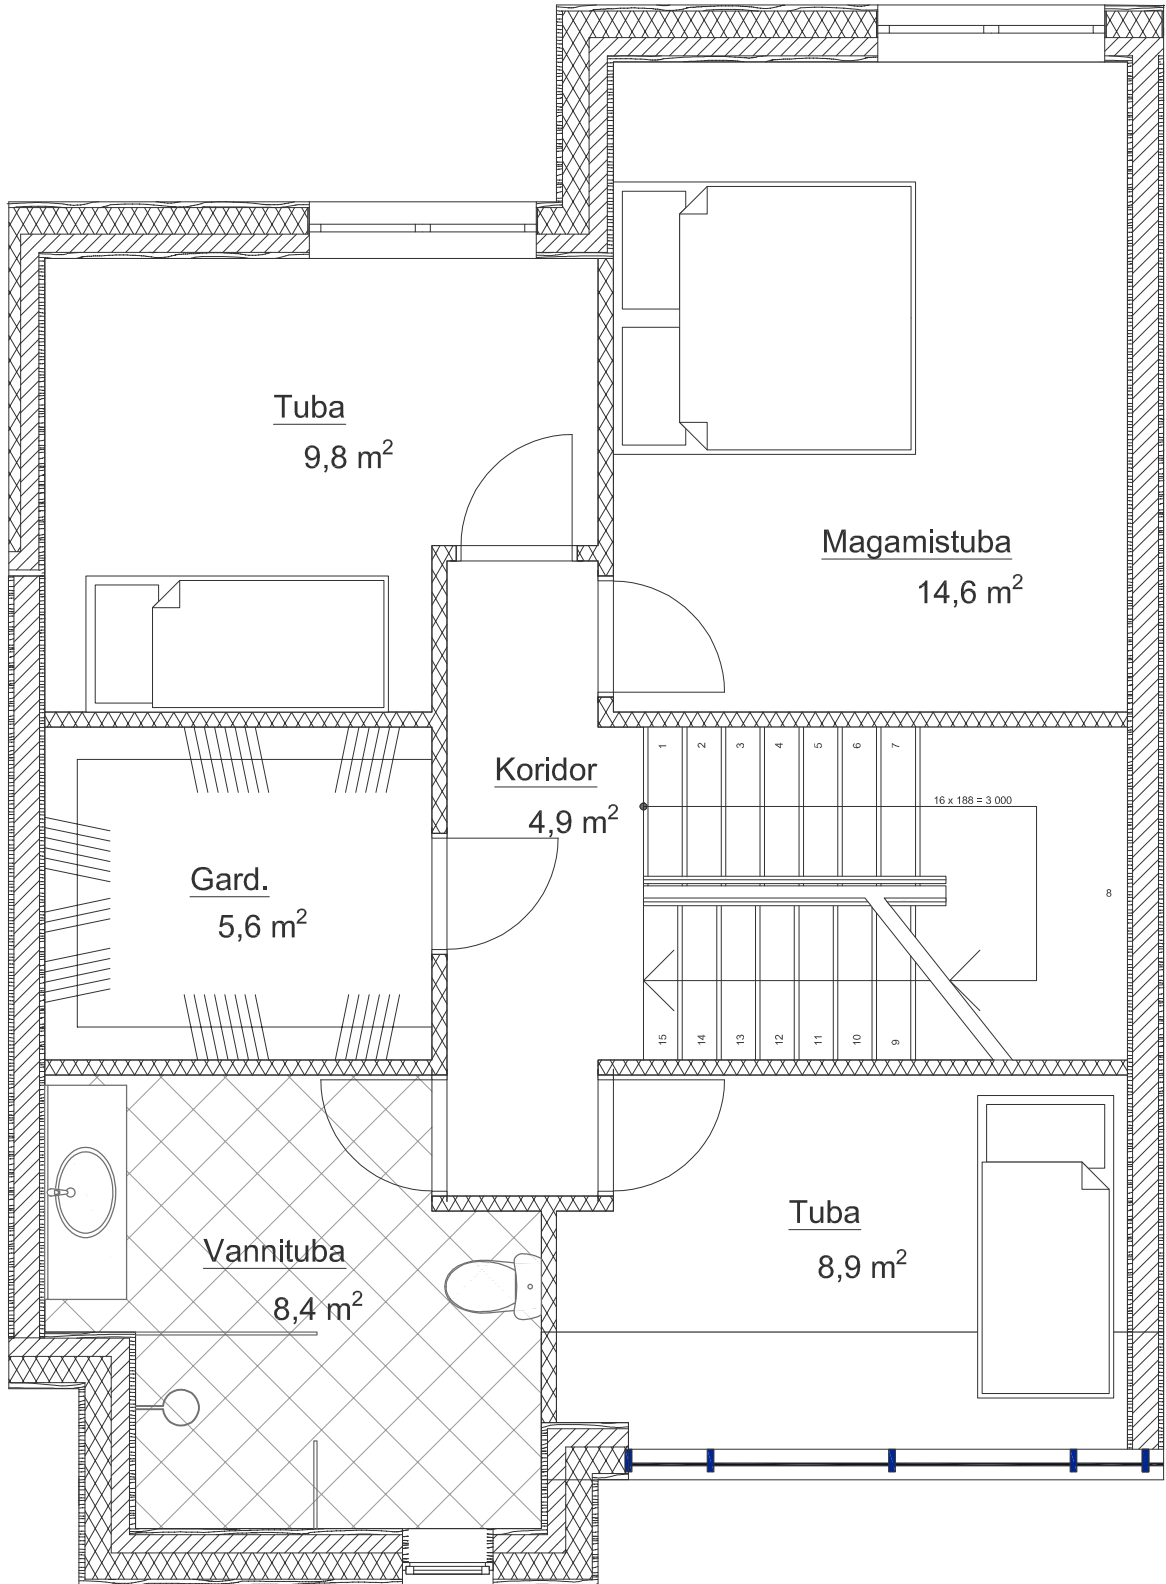 Tuba
9,8 m²
Magamistuba
14,6 m²
Koridor
4,9 m²
1 2 3 4 5 6 7
16 x 188 = 3 000
Gard.
5,6 m²
8
15 14 13 12 11 10 9
Tuba
8,9 m²
Vannituba
8,4 m²